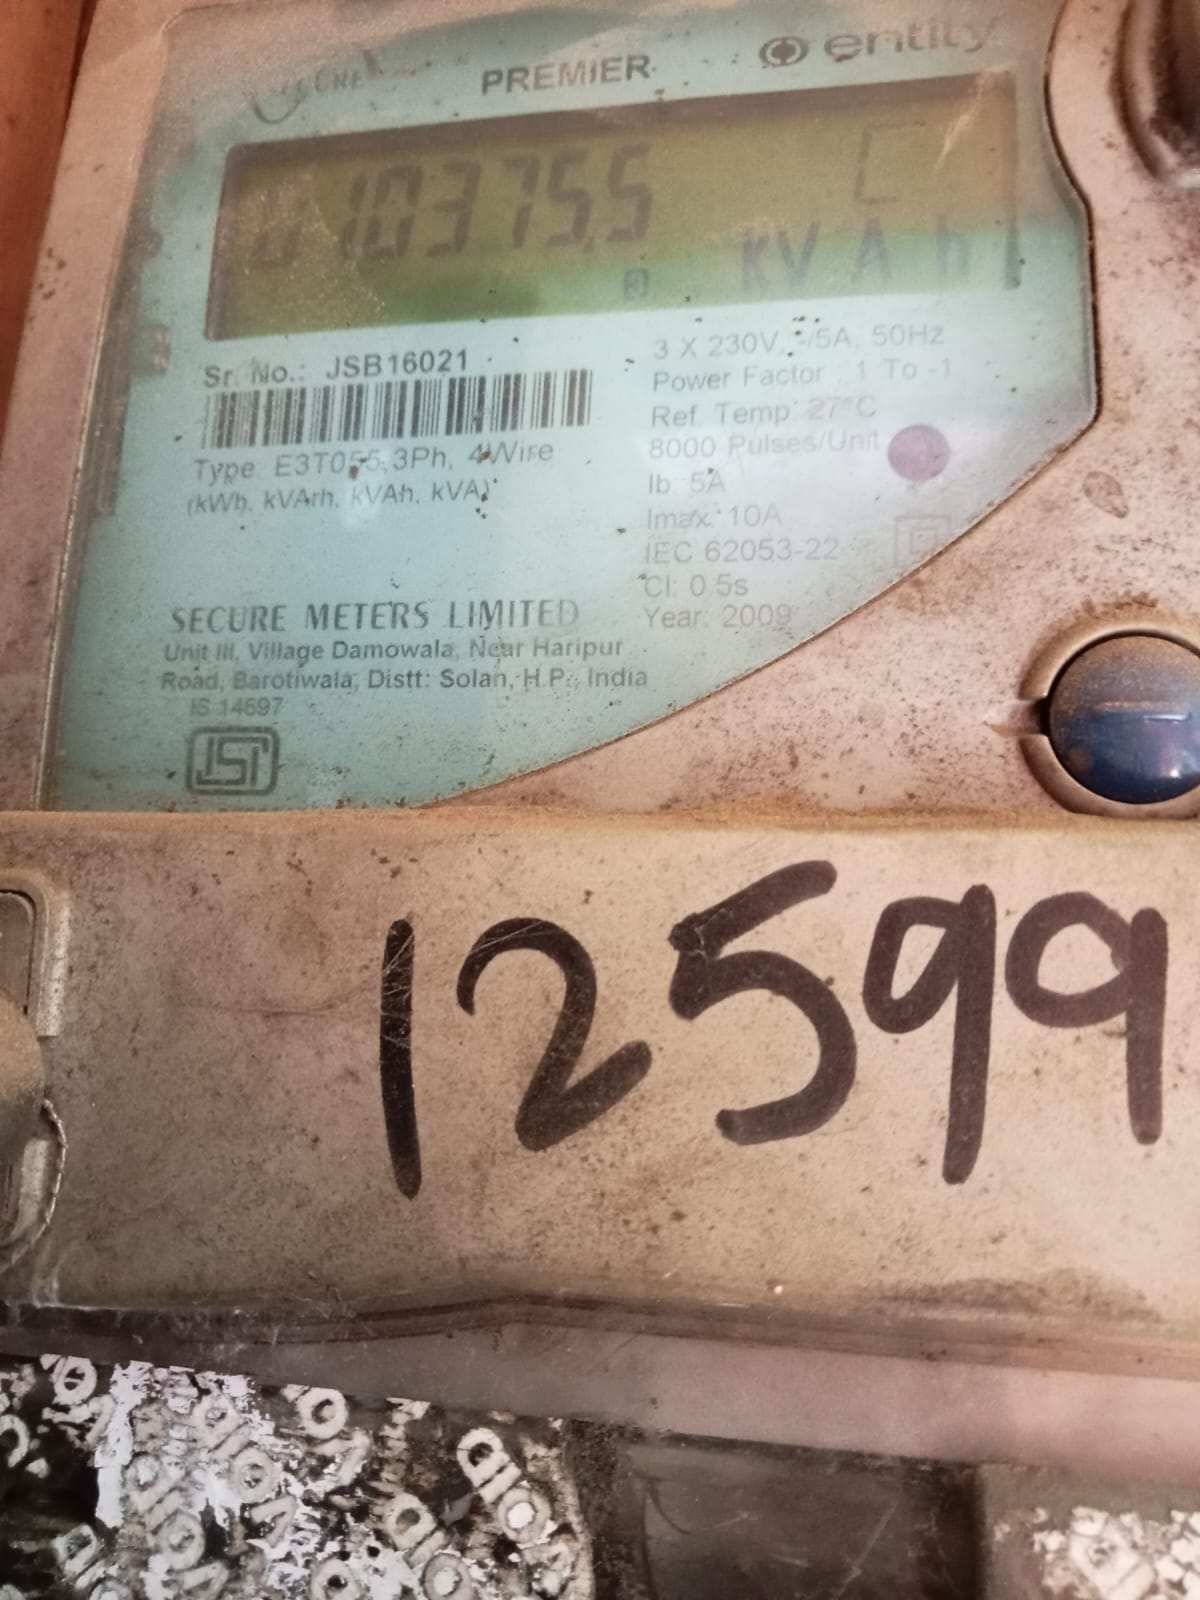 SECURE
PREMIER
entity
0103755.5
C
KVAh
Sr. No.: JSB16021
3 X 230V, -/5A, 50Hz
Power Factor : 1 To -1
Ref. Temp: 27°C
8000 Pulses/Unit
Type E3T055, 3Ph, 4Wire
(kWh, kVArh, kVAh, kVA)
Ib: 5A
Imax: 10A
IEC 62053-22
Cl: 0.5s
Year: 2009
SECURE METERS LIMITED
Unit III, Village Damowala, Near Haripur
Road, Barotiwala, Distt: Solan, H.P., India
IS 14697
ISI
12599